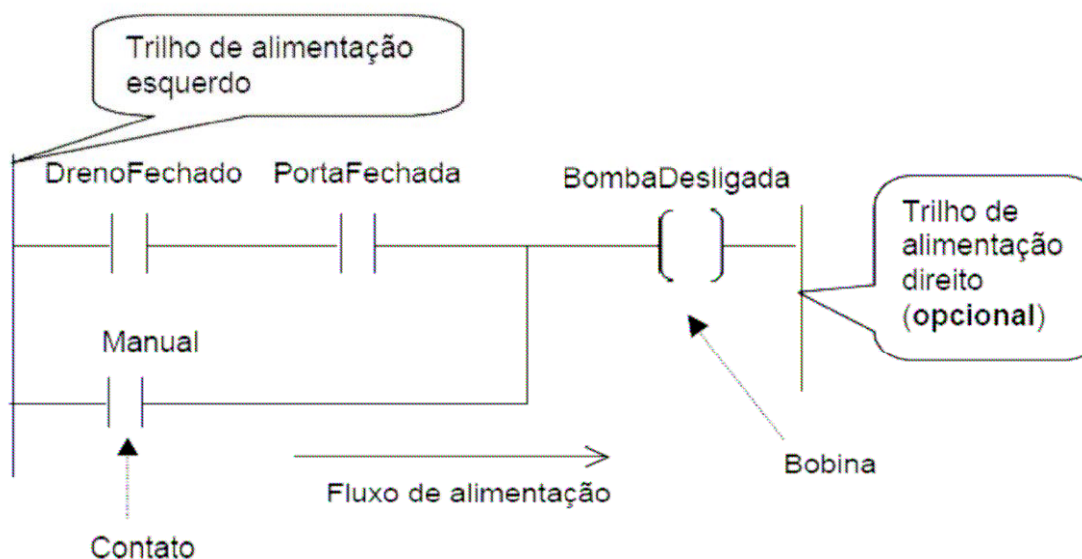 Trilho de alimentação
esquerdo
DrenoFechado
PortaFechada
BombaDesligada
Trilho de
alimentação
direito
(opcional)
Manual
Fluxo de alimentação
Bobina
Contato